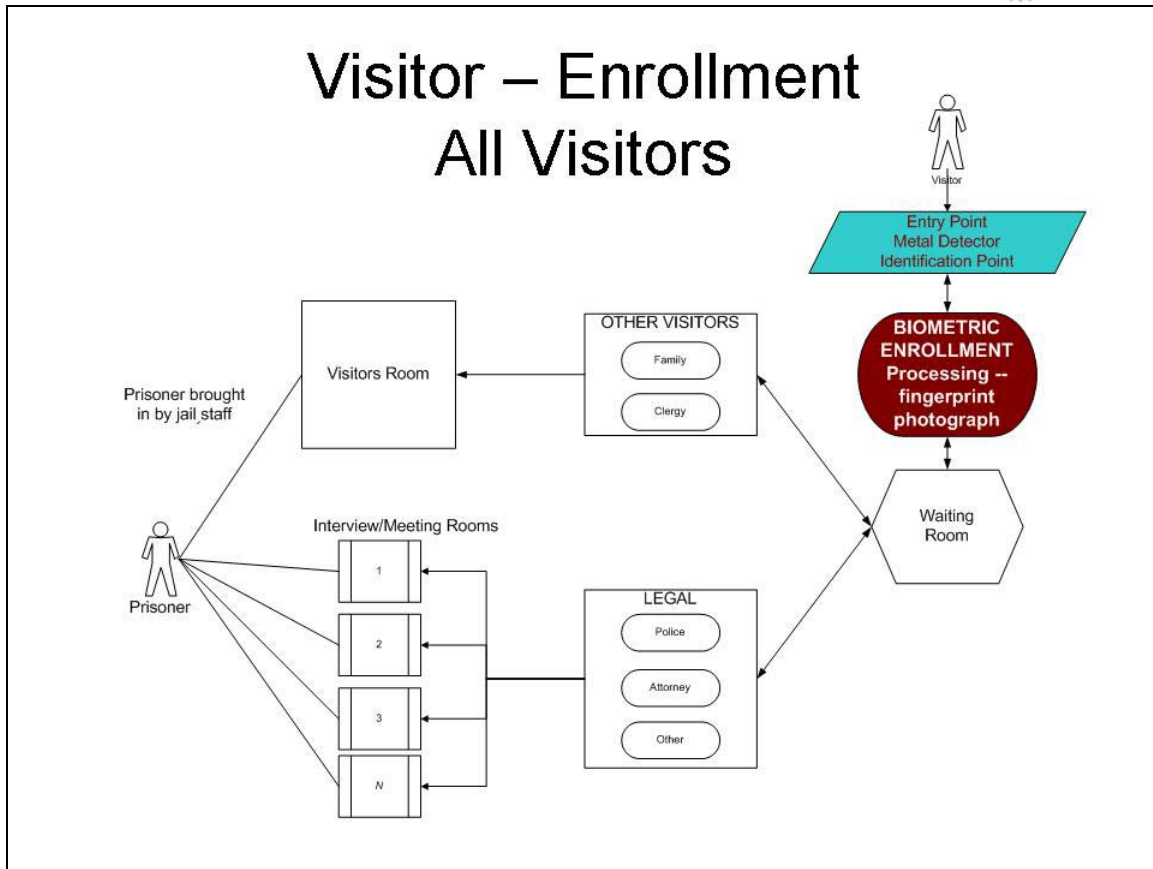 Visitor – Enrollment
All Visitors
Visitor
Entry Point
Metal Detector
Identification Point
BIOMETRIC
ENROLLMENT
Processing --
fingerprint
photograph
Waiting
Room
OTHER VISITORS
Family
Clergy
Visitors Room
Prisoner brought
in by jail staff
Interview/Meeting Rooms
1
2
3
N
Prisoner
LEGAL
Police
Attorney
Other